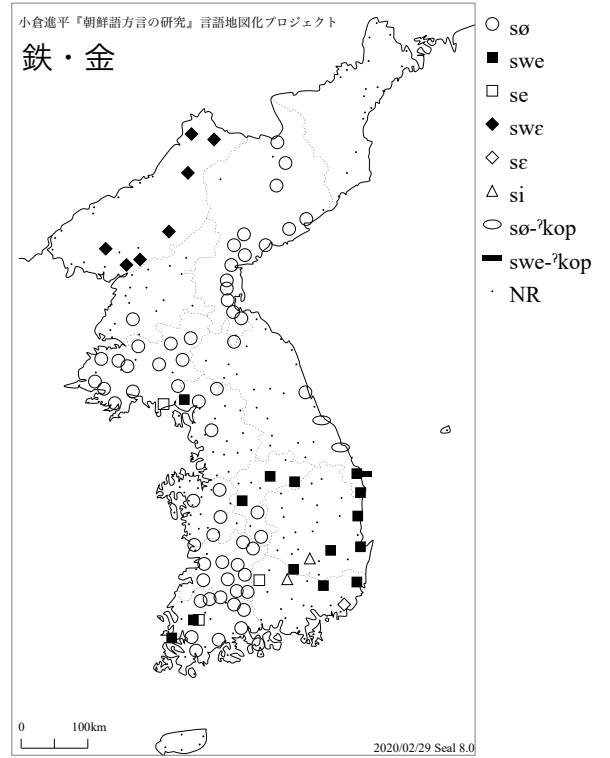 小倉進平『朝鮮語方言の研究』言語地図化プロジェクト
鉄・金
sø
swe
se
swɛ
sɛ
si
sø-ˀkop
swe-ˀkop
NR
0 100km
2020/02/29 Seal 8.0